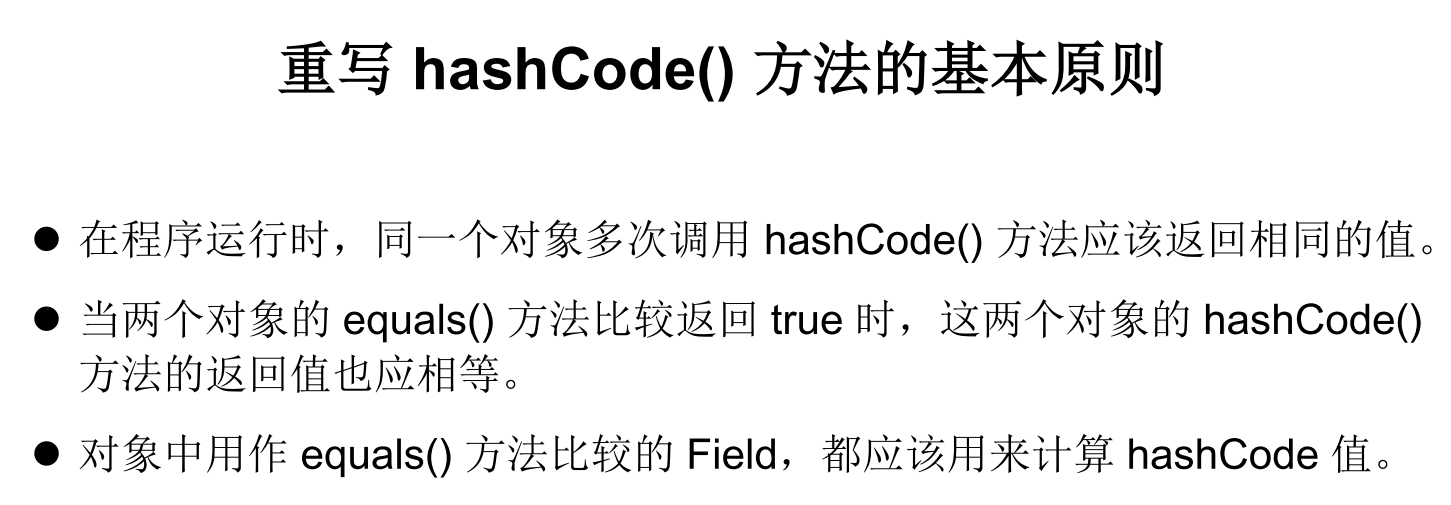 重写 hashCode() 方法的基本原则
● 在程序运行时，同一个对象多次调用 hashCode() 方法应该返回相同的值。
● 当两个对象的 equals() 方法比较返回 true 时，这两个对象的 hashCode()
方法的返回值也应相等。
● 对象中用作 equals() 方法比较的 Field，都应该用来计算 hashCode 值。